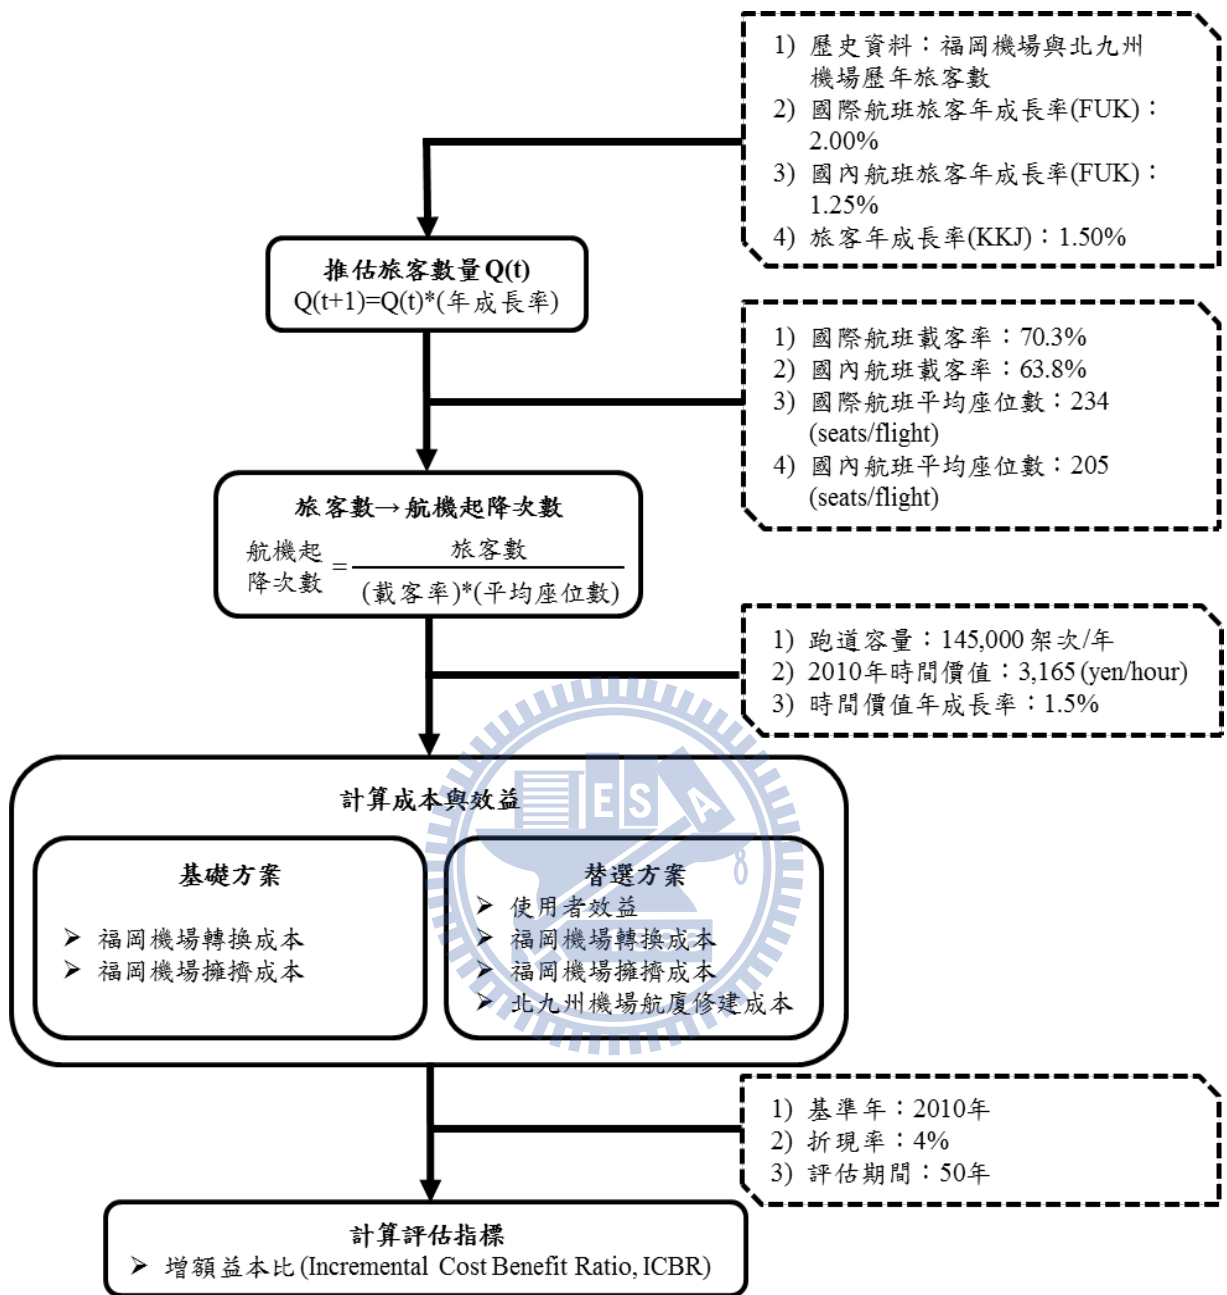 1) 歷史資料：福岡機場與北九州
機場歷年旅客數
2) 國際航班旅客年成長率(FUK)：
2.00%
3) 國內航班旅客年成長率(FUK)：
1.25%
4) 旅客年成長率(KKJ)：1.50%
推估旅客數量Q(t)
Q(t+1)=Q(t)*(年成長率)
1) 國際航班載客率：70.3%
2) 國內航班載客率：63.8%
3) 國際航班平均座位數：234
(seats/flight)
4) 國內航班平均座位數：205
(seats/flight)
旅客數→航機起降次數
航機起
降次數
=
旅客數
(載客率)*(平均座位數)
1) 跑道容量：145,000 架次/年
2) 2010年時間價值：3,165 (yen/hour)
3) 時間價值年成長率：1.5%
計算成本與效益
基礎方案
➢ 福岡機場轉換成本
➢ 福岡機場擁擠成本
替選方案
➢ 使用者效益
➢ 福岡機場轉換成本
➢ 福岡機場擁擠成本
➢ 北九州機場航廈修建成本
E S A
8
1) 基準年：2010年
2) 折現率：4%
3) 評估期間：50年
計算評估指標
➢ 增額益本比(Incremental Cost Benefit Ratio, ICBR)